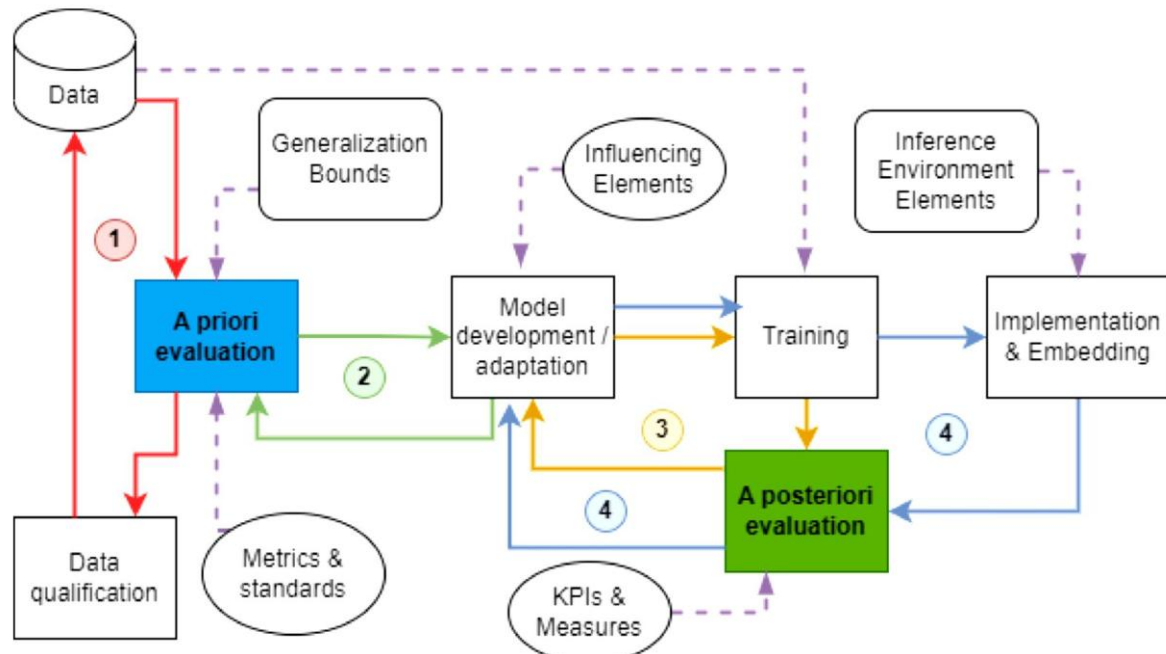 Data
Generalization
Bounds
Influencing
Elements
Inference
Environment
Elements
1
A priori
evaluation
Model
development /
adaptation
Training
Implementation
& Embedding
2
3
4
4
A posteriori
evaluation
Data
qualification
Metrics &
standards
KPIs &
Measures